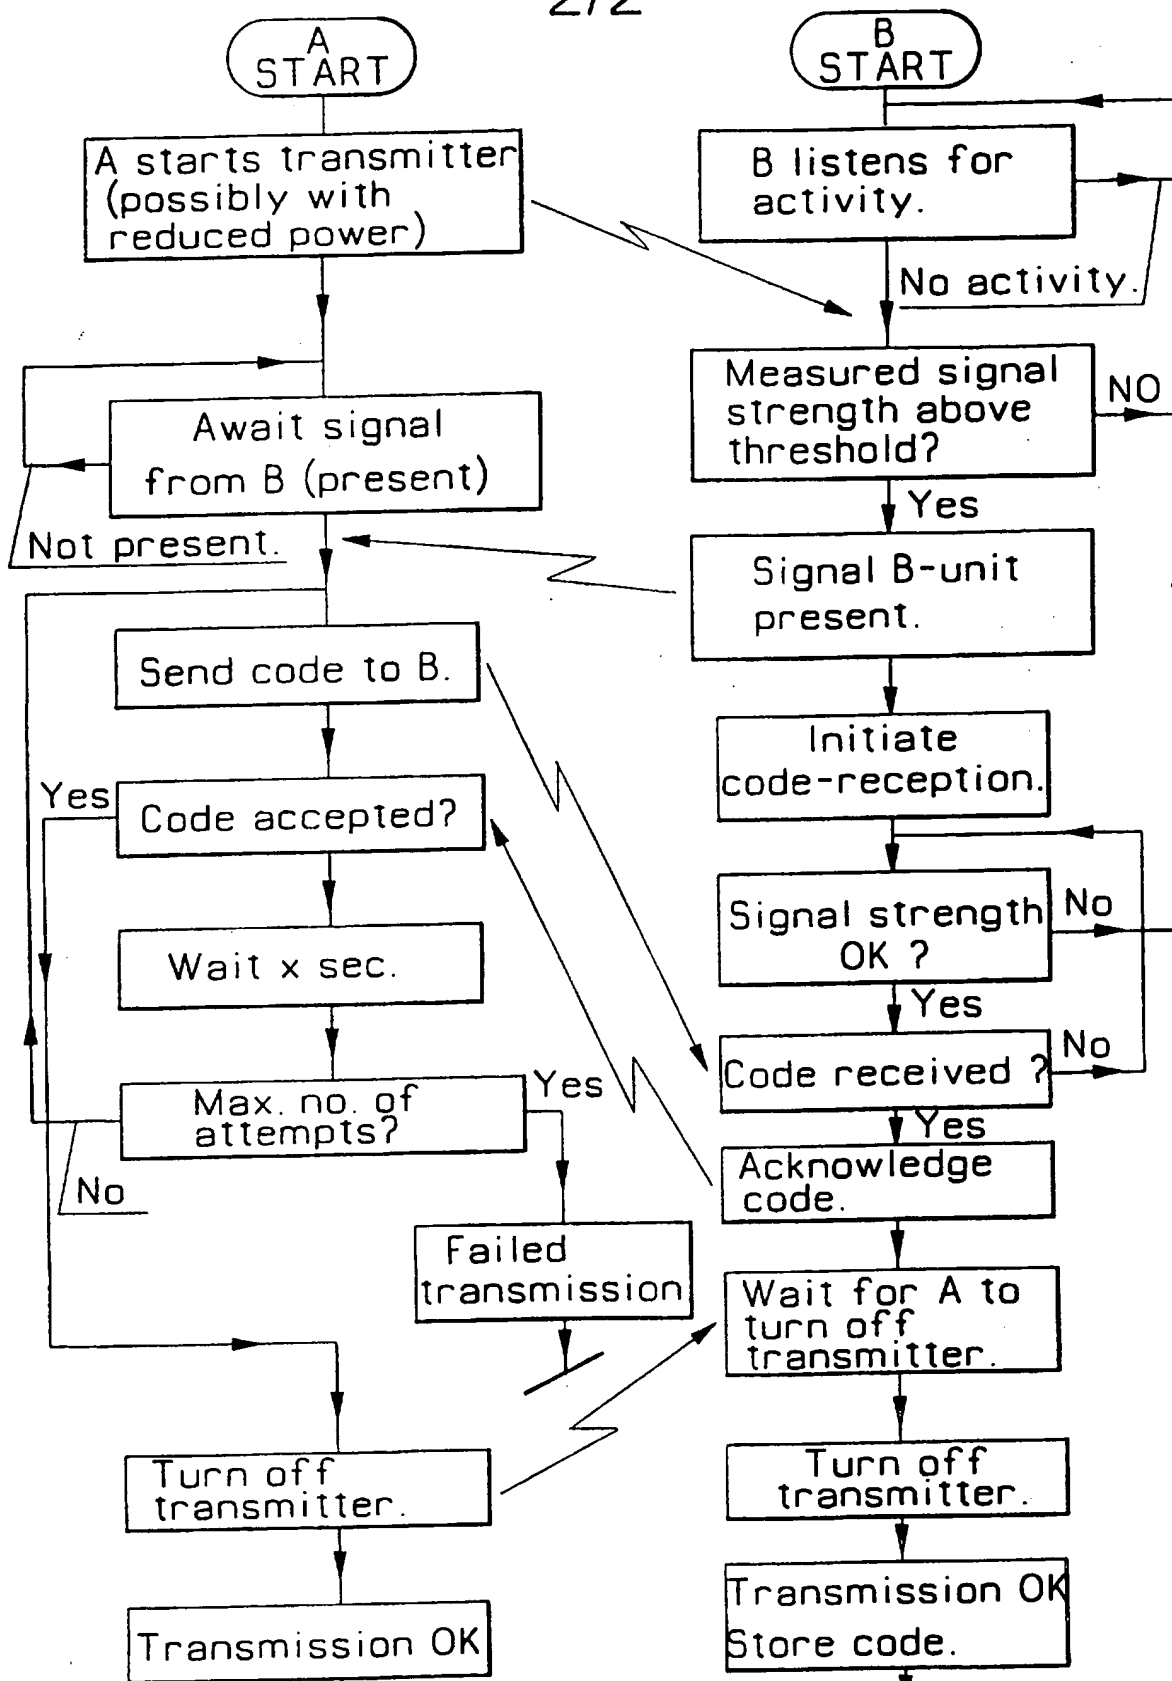 2/2
A
START
A starts transmitter
(possibly with
reduced power)
Await signal
from B (present)
Not present.
Send code to B.
Yes
Code accepted?
Wait x sec.
Max. no. of
attempts?
Yes
No
Failed
transmission
Turn off
transmitter.
Transmission OK
B
START
B listens for
activity.
No activity.
Measured signal
strength above
threshold?
NO
Yes
Signal B-unit
present.
Initiate
code-reception.
Signal strength
OK ?
No
Yes
Code received ?
No
Yes
Acknowledge
code.
Wait for A to
turn off
transmitter.
Turn off
transmitter.
Transmission OK
Store code.